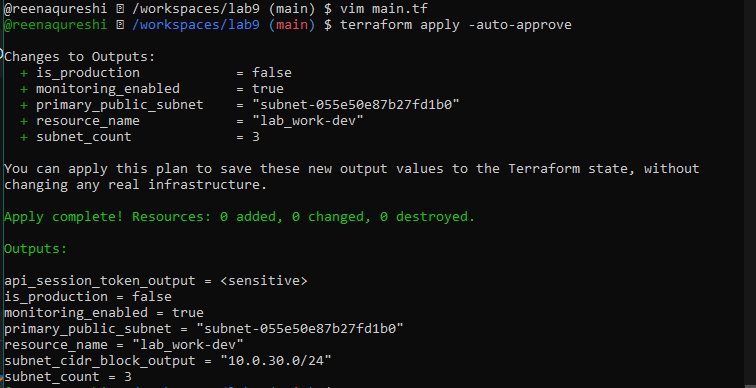 @reenaqureshi /workspaces/lab9 (main) $ vim main.tf
@reenaqureshi /workspaces/lab9 (main) $ terraform apply -auto-approve
Changes to Outputs:
+ is_production = false
+ monitoring_enabled = true
+ primary_public_subnet = "subnet-055e50e87b27fd1b0"
+ resource_name = "lab_work-dev"
+ subnet_count = 3
You can apply this plan to save these new output values to the Terraform state, without
changing any real infrastructure.
Apply complete! Resources: 0 added, 0 changed, 0 destroyed.
Outputs:
api_session_token_output = <sensitive>
is_production = false
monitoring_enabled = true
primary_public_subnet = "subnet-055e50e87b27fd1b0"
resource_name = "lab_work-dev"
subnet_cidr_block_output = "10.0.30.0/24"
subnet_count = 3